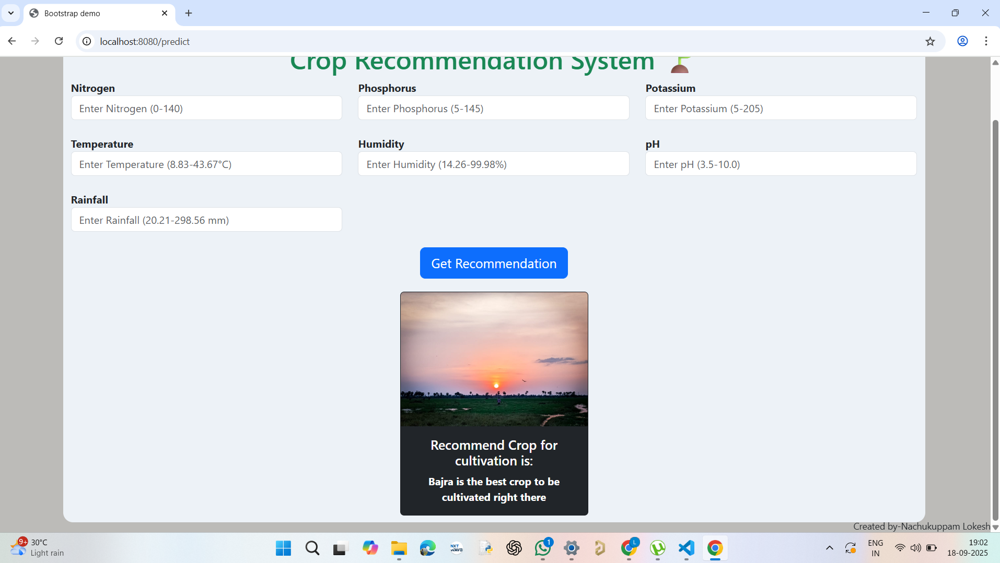 Bootstrap demo
localhost:8080/predict
Crop Recommendation System
Nitrogen Phosphorus Potassium
Enter Nitrogen (0-140) Enter Phosphorus (5-145) Enter Potassium (5-205)
Temperature Humidity pH
Enter Temperature (8.83-43.67°C) Enter Humidity (14.26-99.98%) Enter pH (3.5-10.0)
Rainfall
Enter Rainfall (20.21-298.56 mm)
Get Recommendation
Recommend Crop for
cultivation is:
Bajra is the best crop to be
cultivated right there
Created by-Nachukuppam Lokesh
9+
30°C
Light rain
NXT
WAVE
1
L
ENG
IN
19:02
18-09-2025